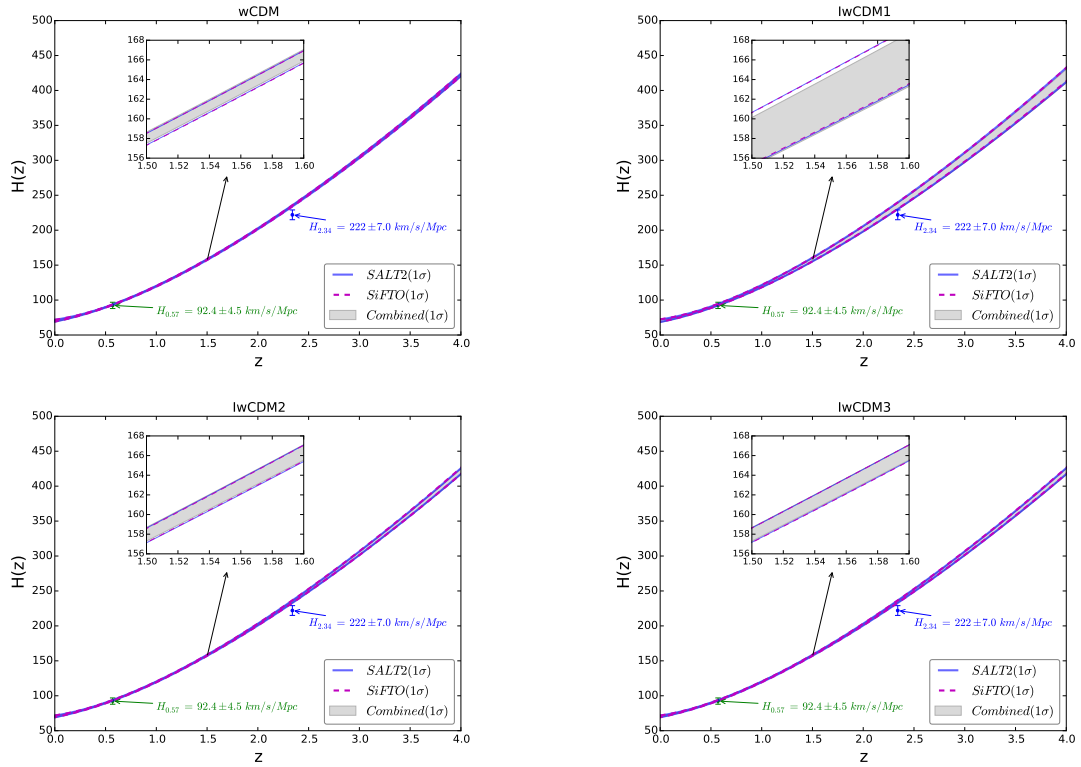 wCDM
500
450
400
350
300
250
200
150
100
50
H(z)
168
166
164
162
160
158
156
1.50 1.52 1.54 1.56 1.58 1.60
H_{2.34} = 222±7.0 km/s/Mpc
H_{0.57} = 92.4±4.5 km/s/Mpc
SALT2(1σ)
SiFTO(1σ)
Combined(1σ)
0.0 0.5 1.0 1.5 2.0 2.5 3.0 3.5 4.0
z
IwCDM1
500
450
400
350
300
250
200
150
100
50
H(z)
168
166
164
162
160
158
156
1.50 1.52 1.54 1.56 1.58 1.60
H_{2.34} = 222±7.0 km/s/Mpc
H_{0.57} = 92.4±4.5 km/s/Mpc
SALT2(1σ)
SiFTO(1σ)
Combined(1σ)
0.0 0.5 1.0 1.5 2.0 2.5 3.0 3.5 4.0
z
IwCDM2
500
450
400
350
300
250
200
150
100
50
H(z)
168
166
164
162
160
158
156
1.50 1.52 1.54 1.56 1.58 1.60
H_{2.34} = 222±7.0 km/s/Mpc
H_{0.57} = 92.4±4.5 km/s/Mpc
SALT2(1σ)
SiFTO(1σ)
Combined(1σ)
0.0 0.5 1.0 1.5 2.0 2.5 3.0 3.5 4.0
z
IwCDM3
500
450
400
350
300
250
200
150
100
50
H(z)
168
166
164
162
160
158
156
1.50 1.52 1.54 1.56 1.58 1.60
H_{2.34} = 222±7.0 km/s/Mpc
H_{0.57} = 92.4±4.5 km/s/Mpc
SALT2(1σ)
SiFTO(1σ)
Combined(1σ)
0.0 0.5 1.0 1.5 2.0 2.5 3.0 3.5 4.0
z